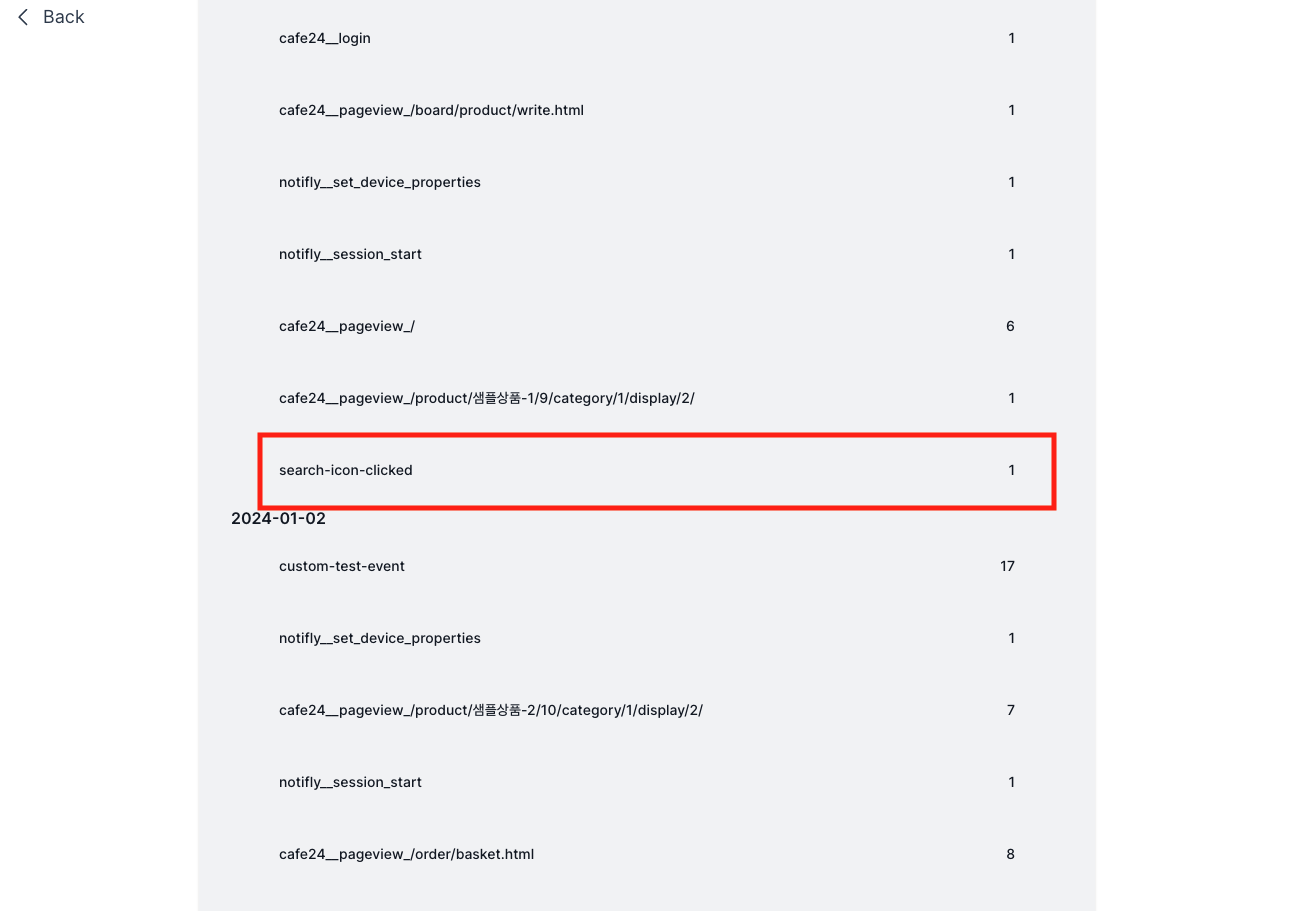 Back
cafe24__login 1
cafe24__pageview_/board/product/write.html 1
notifly__set_device_properties 1
notifly__session_start 1
cafe24__pageview_/ 6
cafe24__pageview_/product/샘플상품-1/9/category/1/display/2/ 1
search-icon-clicked 1
2024-01-02
custom-test-event 17
notifly__set_device_properties 1
cafe24__pageview_/product/샘플상품-2/10/category/1/display/2/ 7
notifly__session_start 1
cafe24__pageview_/order/basket.html 8